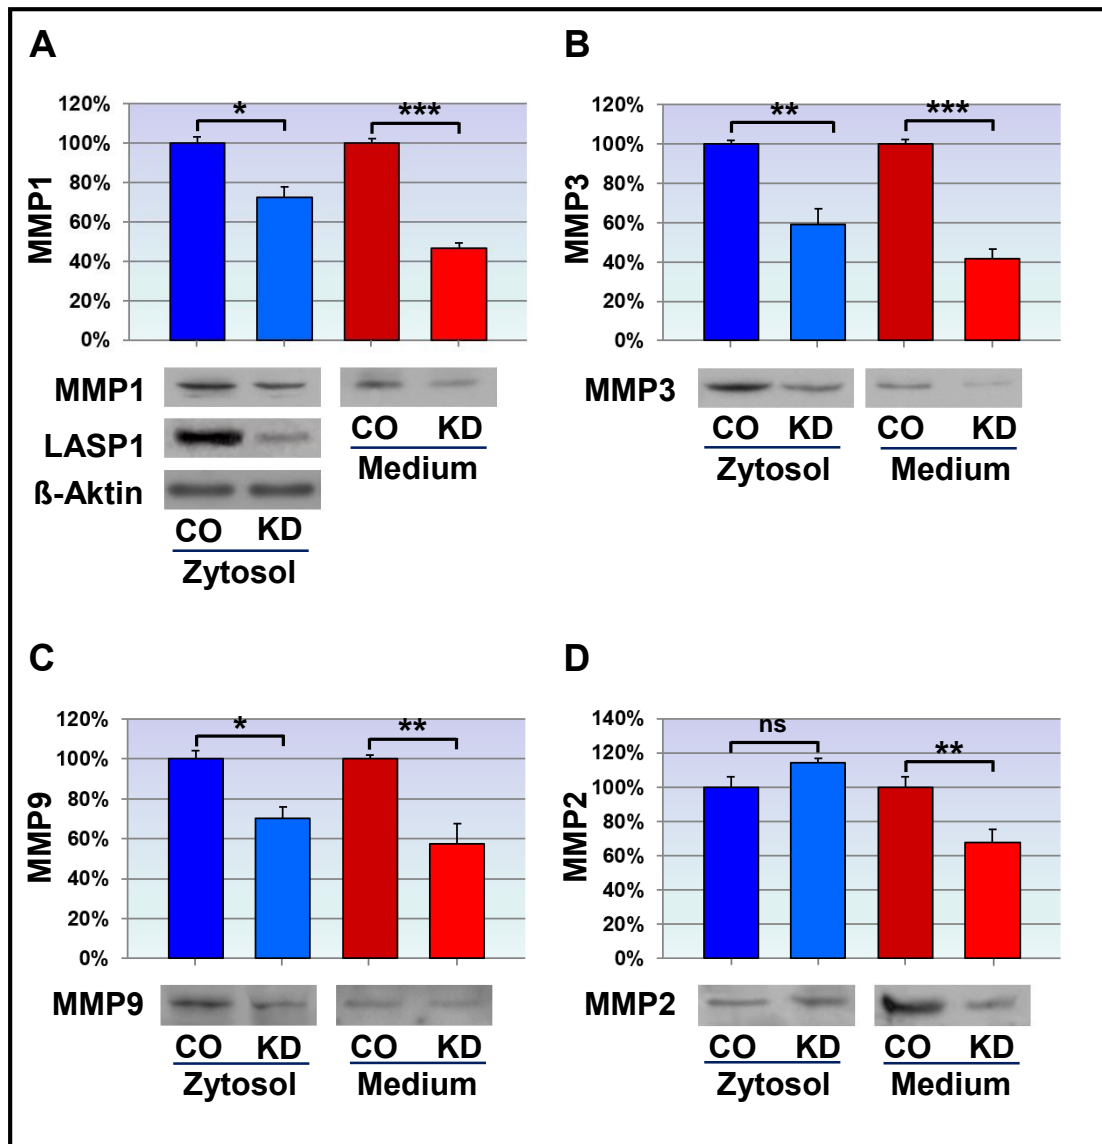 A
120%
100%
80%
60%
40%
20%
0%
MMP1
*
***
MMP1
LASP1
ß-Aktin
CO KD
Zytosol
CO KD
Medium
B
120%
100%
80%
60%
40%
20%
0%
MMP3
**
***
MMP3
CO KD
Zytosol
CO KD
Medium
C
120%
100%
80%
60%
40%
20%
0%
MMP9
*
**
MMP9
CO KD
Zytosol
CO KD
Medium
D
140%
120%
100%
80%
60%
40%
20%
0%
MMP2
ns
**
MMP2
CO KD
Zytosol
CO KD
Medium